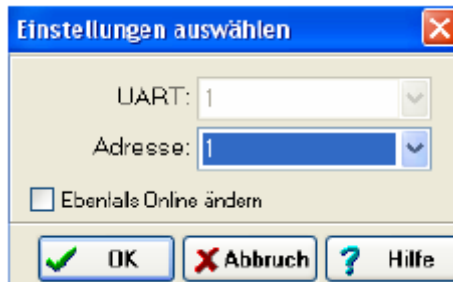 Einstellungen auswählen
UART: 1
Adresse: 1
Ebenfalls Online ändern
OK Abbruch ? Hilfe